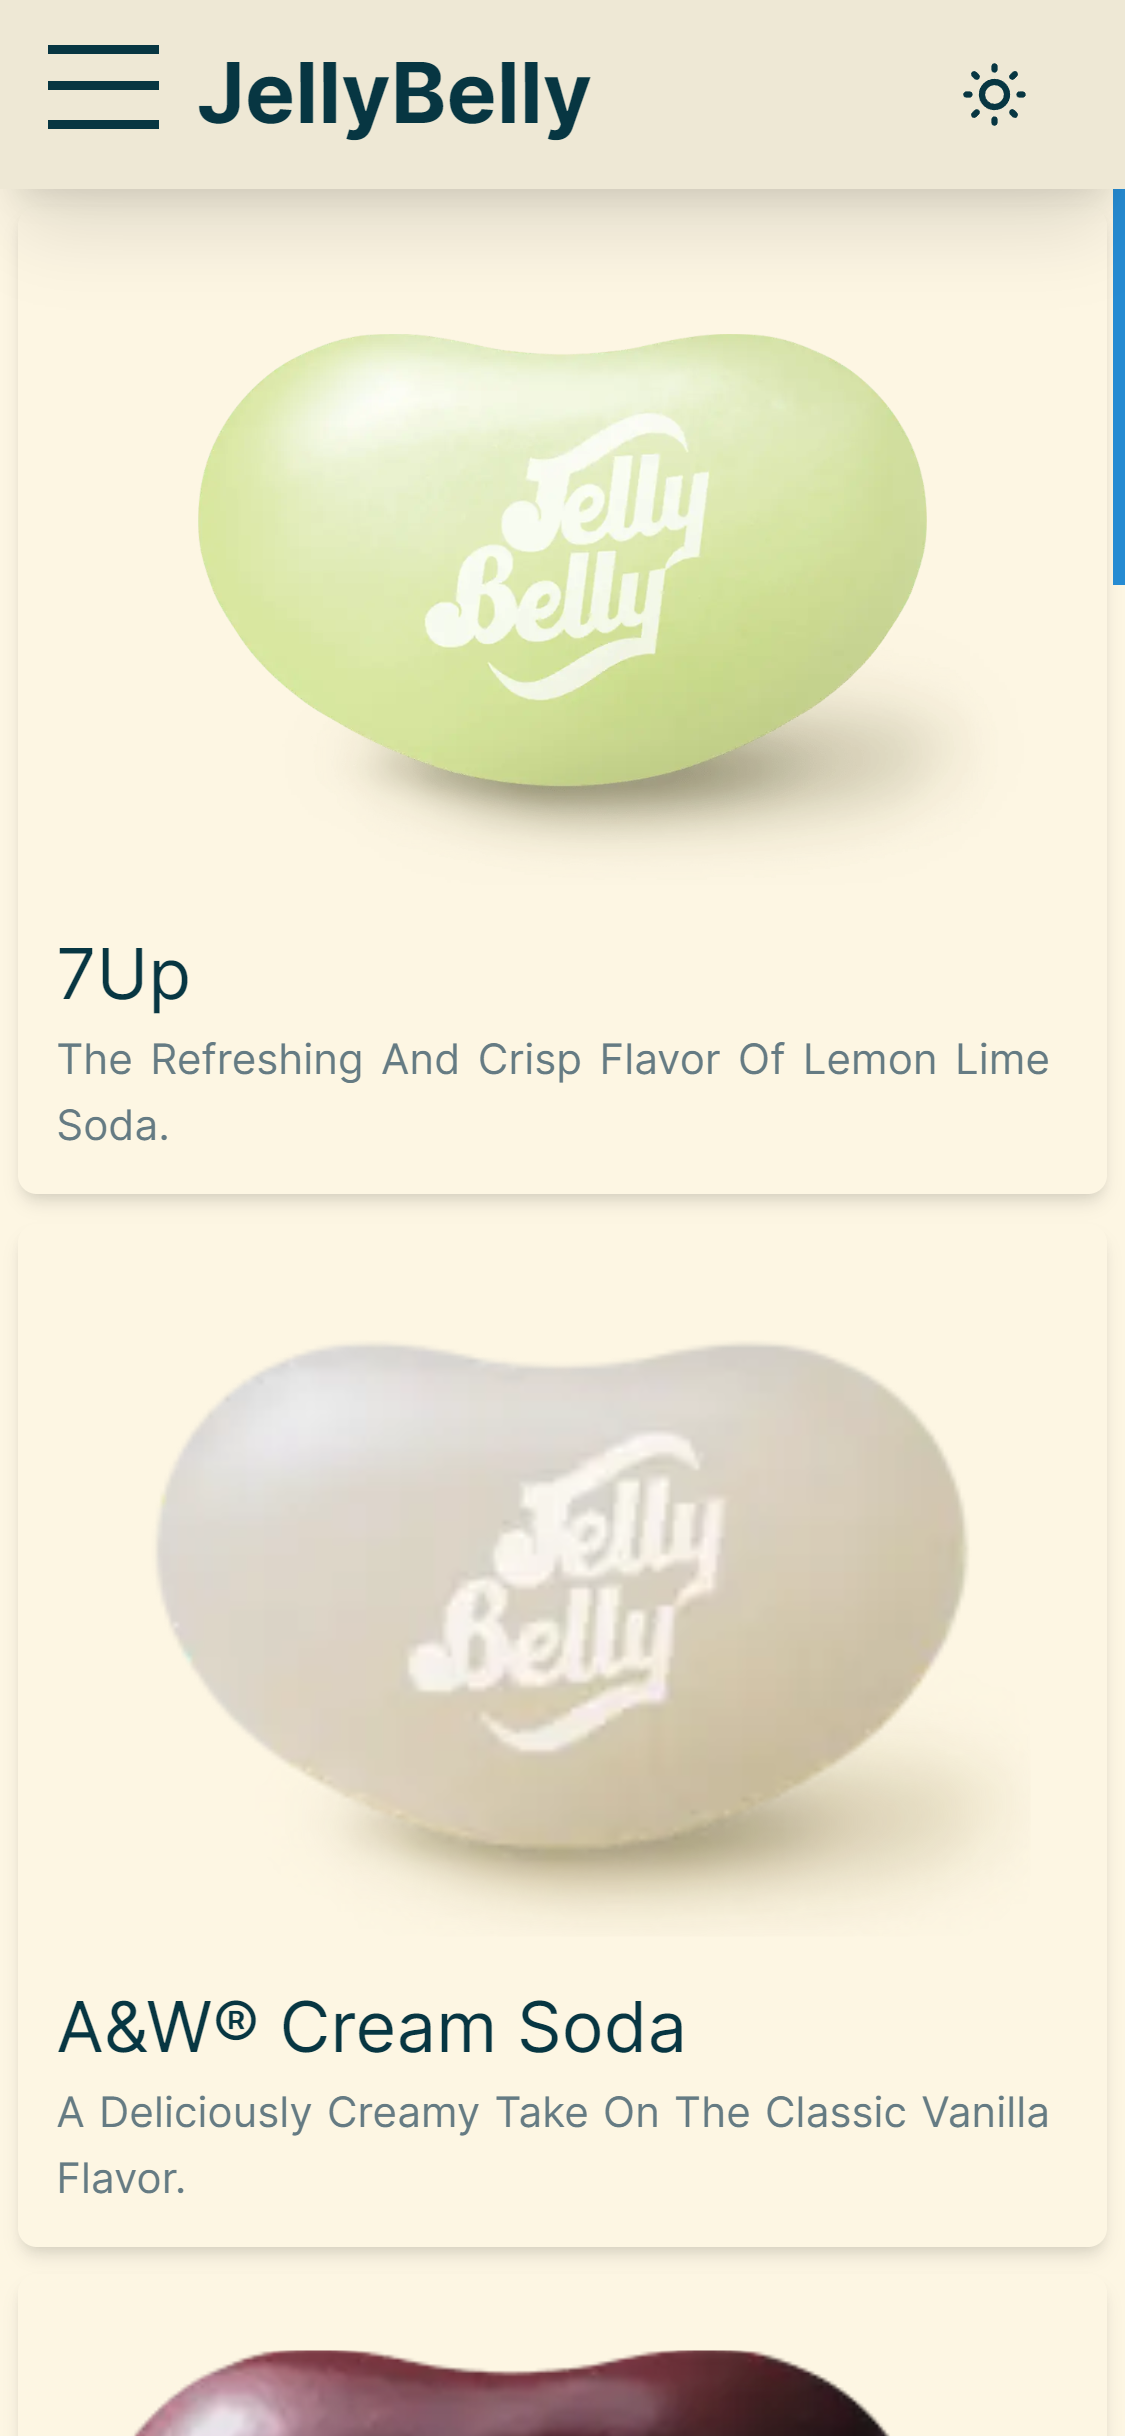 JellyBelly
Jelly
Belly
7Up
The Refreshing And Crisp Flavor Of Lemon Lime
Soda.
Jelly
Belly
A&W® Cream Soda
A Deliciously Creamy Take On The Classic Vanilla
Flavor.